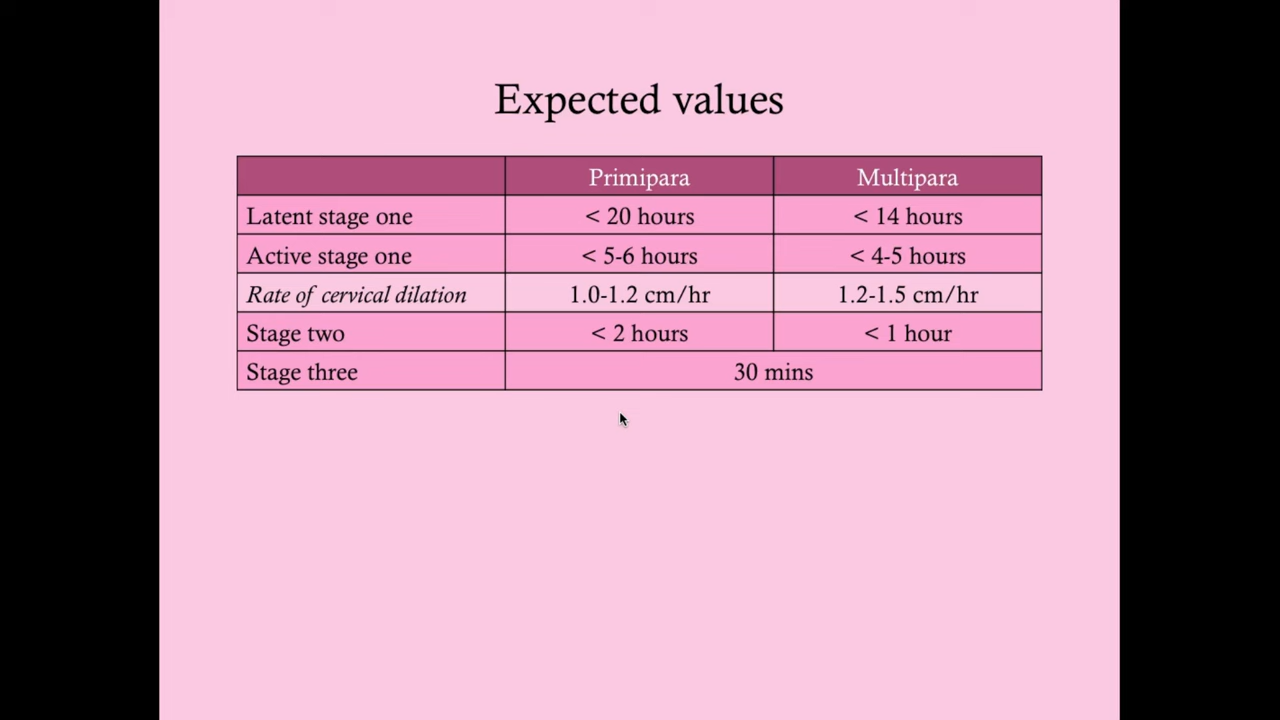 Expected values
Primipara Multipara
Latent stage one < 20 hours < 14 hours
Active stage one < 5-6 hours < 4-5 hours
Rate of cervical dilation 1.0-1.2 cm/hr 1.2-1.5 cm/hr
Stage two < 2 hours < 1 hour
Stage three 30 mins